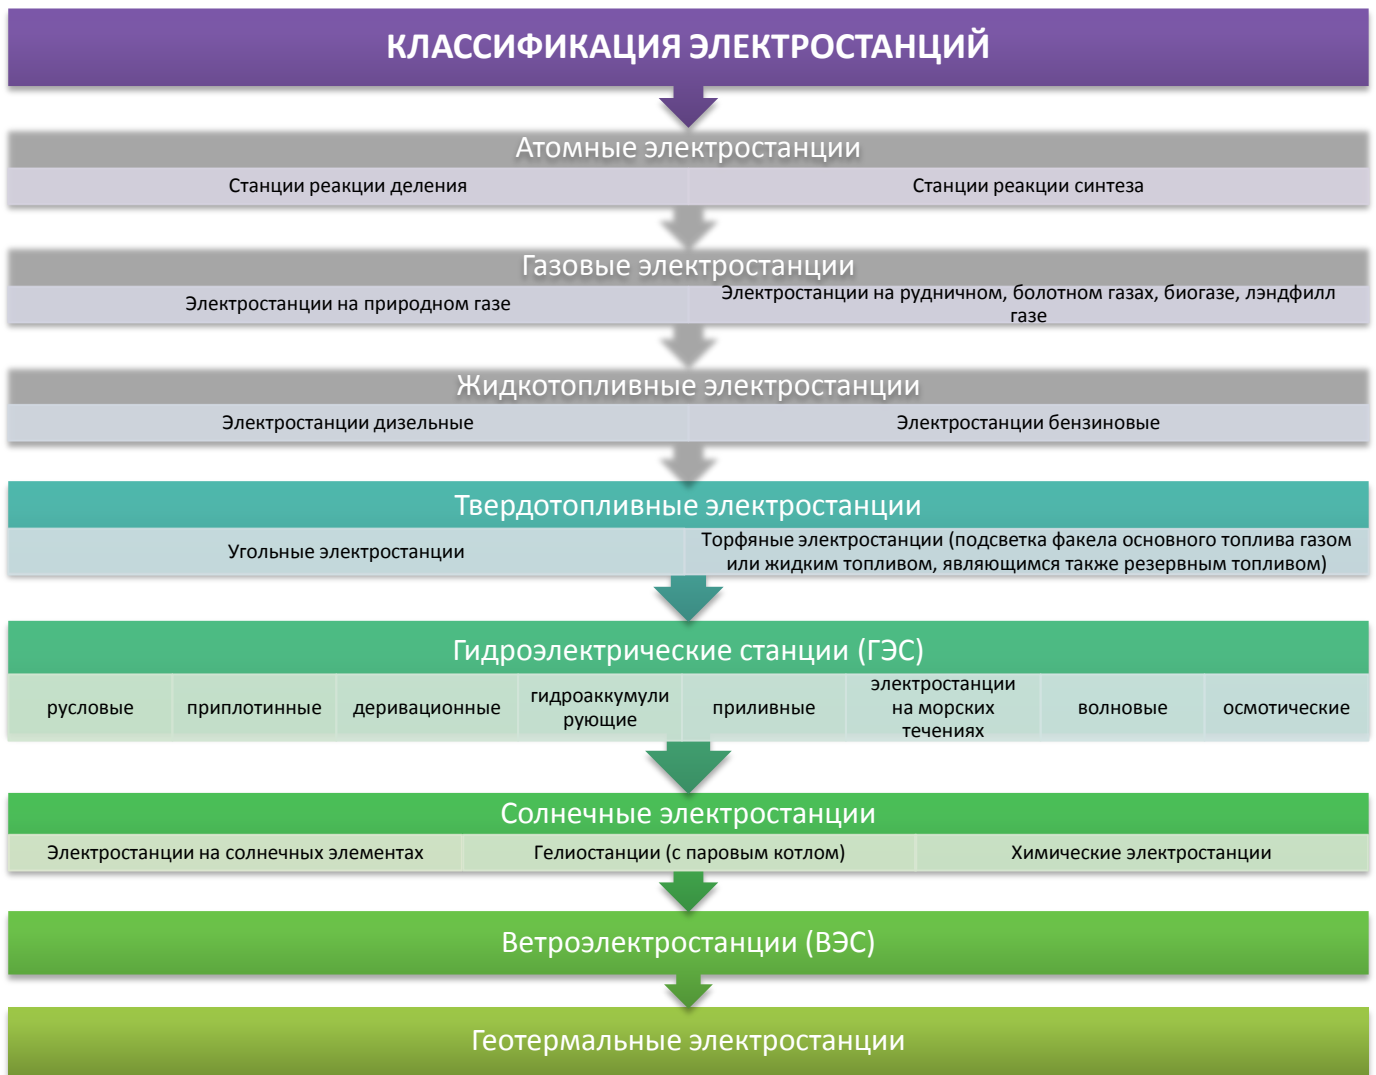 КЛАССИФИКАЦИЯ ЭЛЕКТРОСТАНЦИЙ
Атомные электростанции
Станции реакции деления
Станции реакции синтеза
Газовые электростанции
Электростанции на природном газе
Электростанции на рудничном, болотном газах, биогазе, лэндфилл
газе
Жидкотопливные электростанции
Электростанции дизельные
Электростанции бензиновые
Твердотопливные электростанции
Угольные электростанции
Торфяные электростанции (подсветка факела основного топлива газом
или жидким топливом, являющимся также резервным топливом)
Гидроэлектрические станции (ГЭС)
русловые
приплотинные
деривационные
гидроаккумули
рующие
приливные
электростанции
на морских
течениях
волновые
осмотические
Солнечные электростанции
Электростанции на солнечных элементах
Гелиостанции (с паровым котлом)
Химические электростанции
Ветроэлектростанции (ВЭС)
Геотермальные электростанции